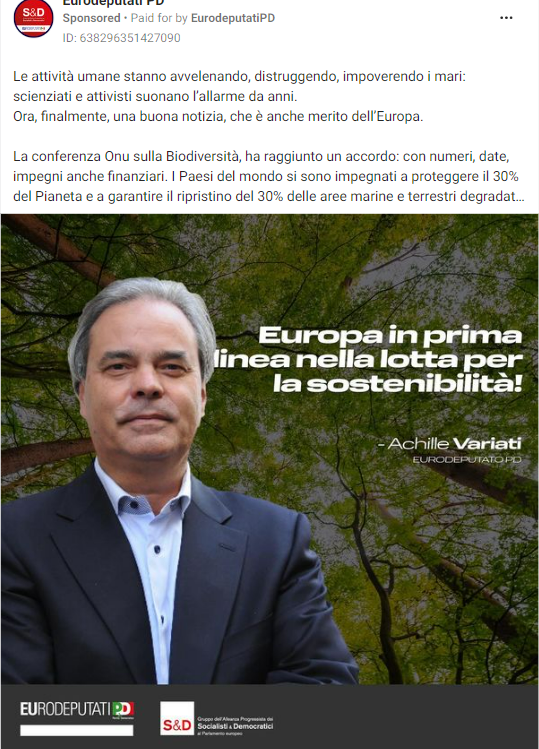 Eurodeputati PD
Sponsored • Paid for by EurodeputatiPD
ID: 638296351427090
Le attività umane stanno avvelenando, distruggendo, impoverendo i mari:
scienziati e attivisti suonano l'allarme da anni.
Ora, finalmente, una buona notizia, che è anche merito dell'Europa.
La conferenza Onu sulla Biodiversità, ha raggiunto un accordo: con numeri, date,
impegni anche finanziari. I Paesi del mondo si sono impegnati a proteggere il 30%
del Pianeta e a garantire il ripristino del 30% delle aree marine e terrestri degradat...
Europa in prima
linea nella lotta per
la sostenibilità!
- Achille Variati
EURODEPUTATO PD
EURODEPUTATI PD
S&D
Gruppo dell'Alleanza Progressista dei
Socialisti & Democratici
al Parlamento europeo